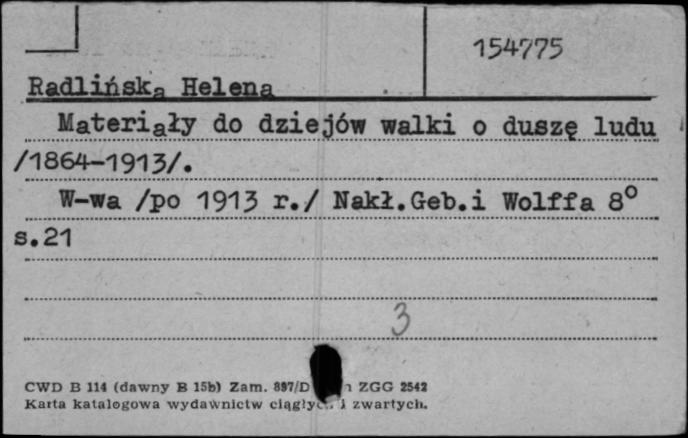 154775
Radlińska Helena
Materiały do dziejów walki o duszę ludu
/1864-1913/.
W-wa /po 1913 r./ Nakł.Geb.i Wolffa 8°
s.21
3
CWD B 114 (dawny B 15b) Zam. 897/D ZGG 2542
Karta katalogowa wydawnictw ciągłych i zwartych.